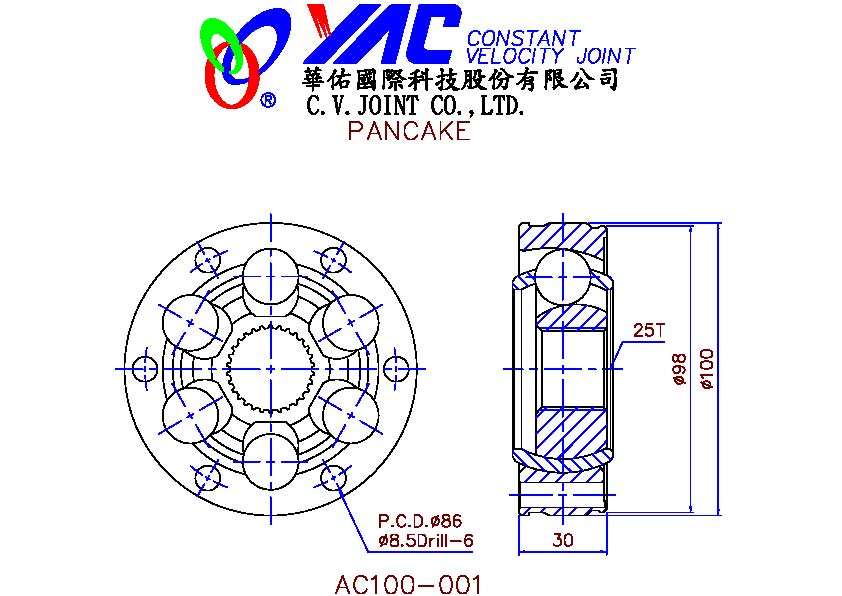 YAC CONSTANT
VELOCITY JOINT
®
華佑國際科技股份有限公司
C.V.JOINT CO.,LTD.
PANCAKE
25T
ø98
ø100
P.C.D.ø86
ø8.5Drill-6
30
AC100-001